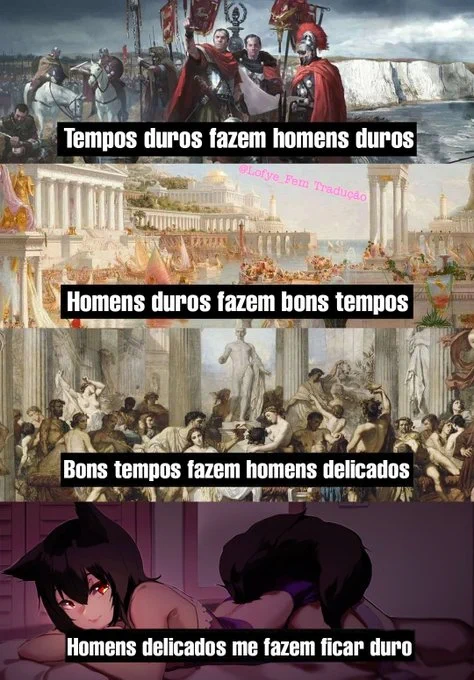 Tempos duros fazem homens duros
@Lofye_Fem Tradução
Homens duros fazem bons tempos
Bons tempos fazem homens delicados
Homens delicados me fazem ficar duro